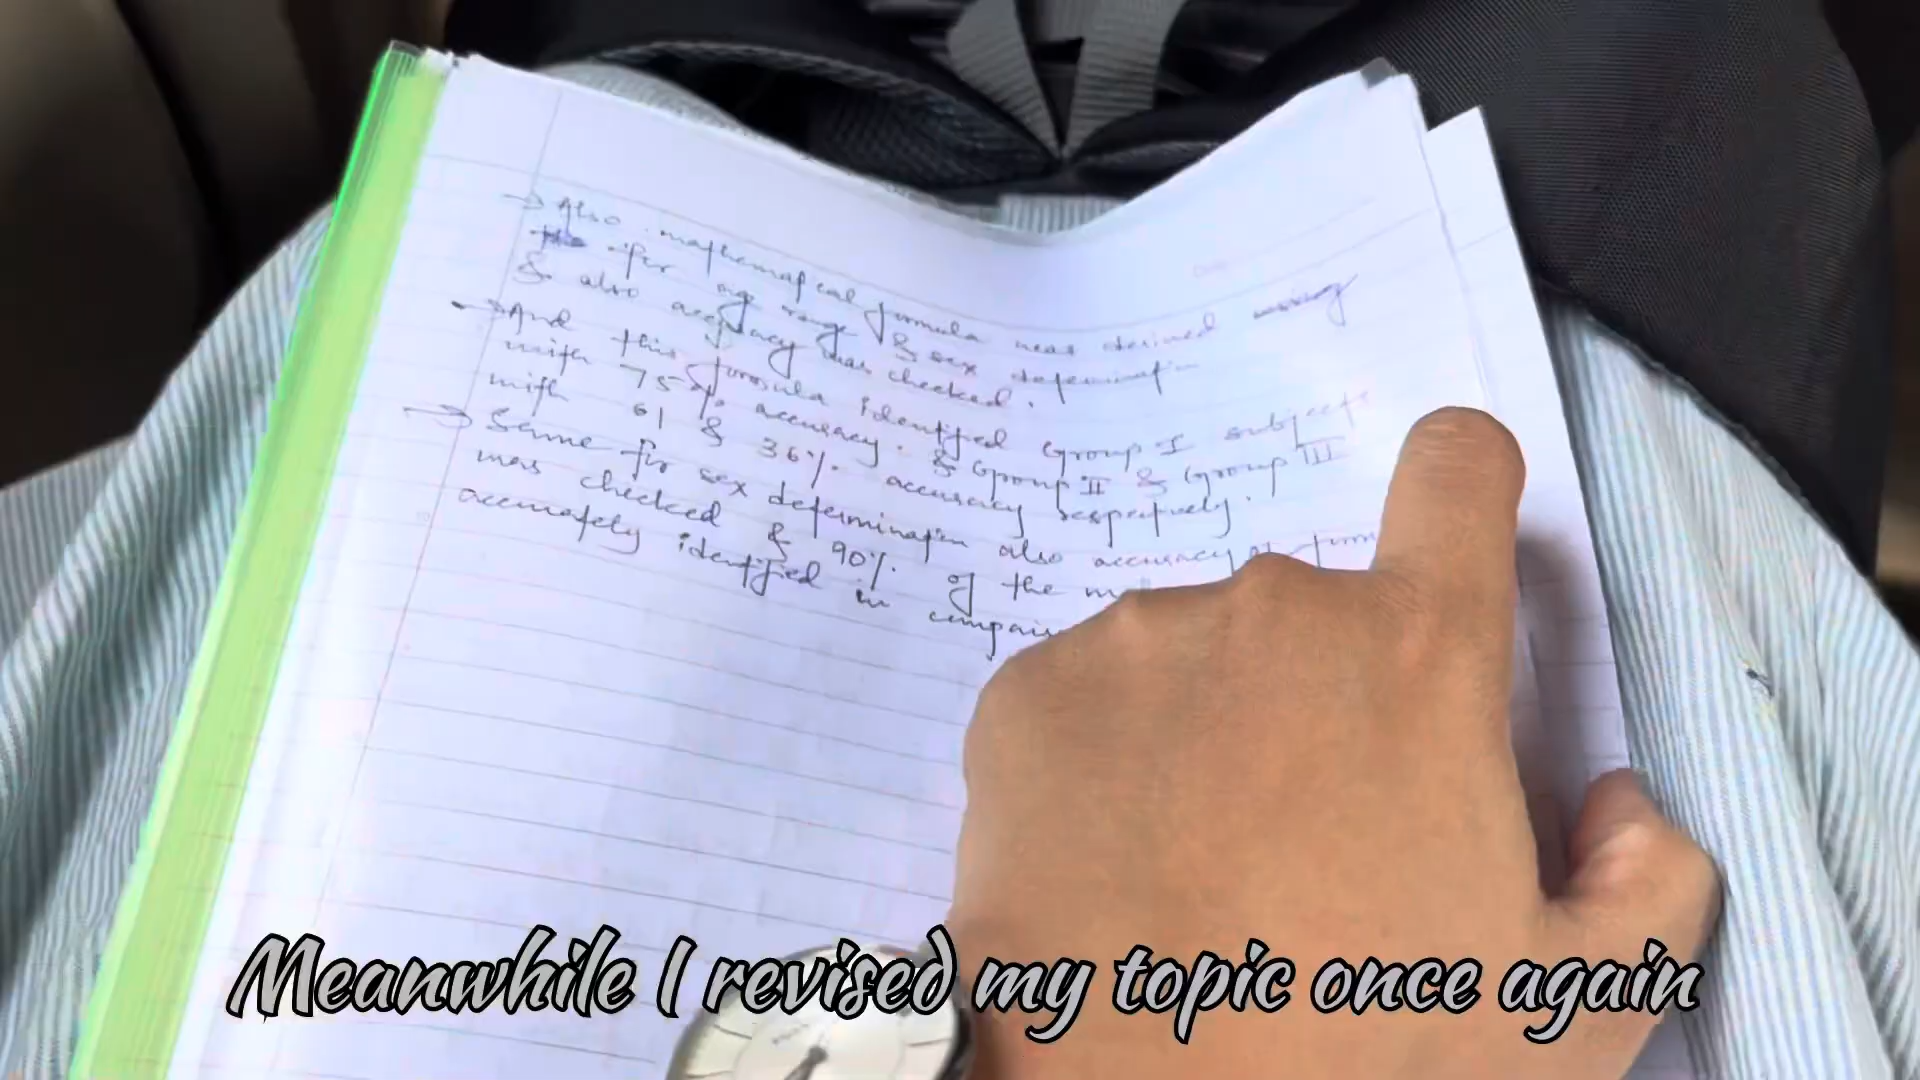 → Also mathematical formula was derived using
for age range & sex determination
& also accuracy was checked.
→ And this formula identified Group I subjects
with 75% accuracy. & Group II & Group III
with 61 & 36% accuracy respectively.
→ Same for sex determination also accuracy of
was checked & 90% of the
accurately identified in
Meanwhile I revised my topic once again